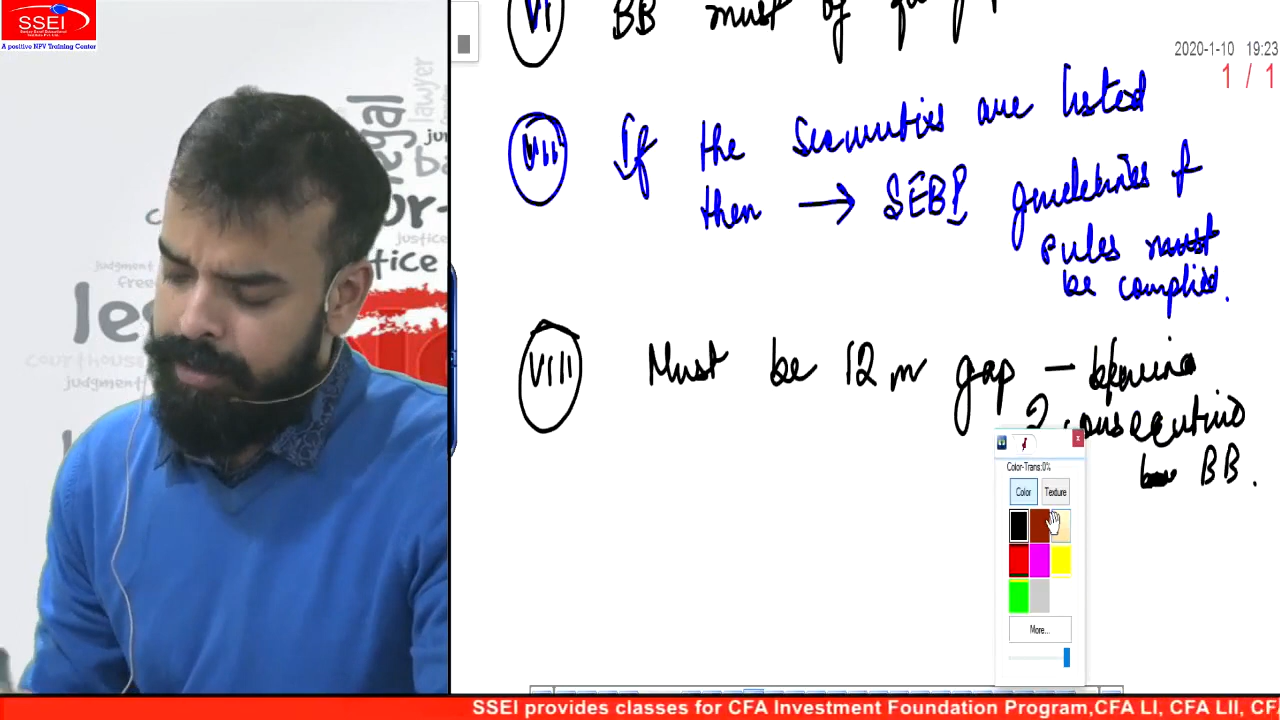 SSEI
A positive NPV Training Center
2020-1-10 19:23
1 / 1
VI BB must of
VII If the Securities are listed
then → SEBI guidelines &
rules must
be complied.
VIII Must be 12 m gap –
2 consecutive
BB.
Color-Trans:0%
Color Texture
More...
legal
lawyer
justice
judgment
courthouse
judgment
SSEI provides classes for CFA Investment Foundation Program,CFA LI, CFA LII, CFA